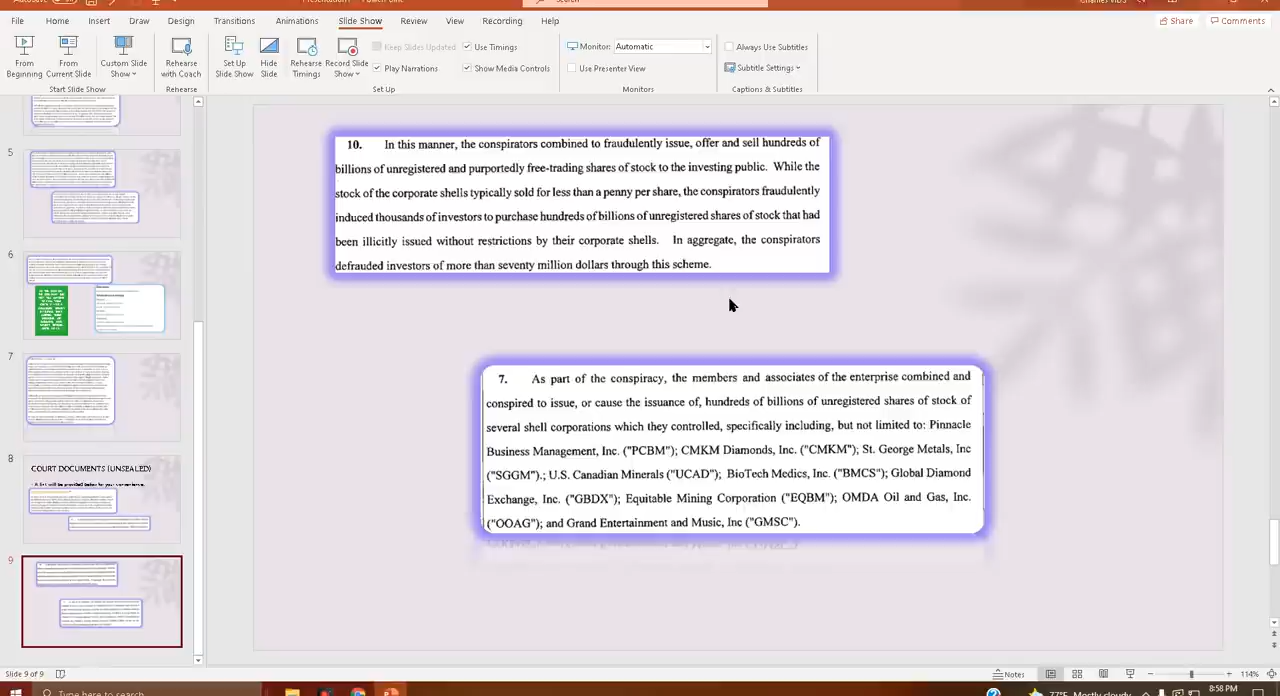 File Home Insert Draw Design Transitions Animations Slide Show Review View Recording Help
Share Comments
From Beginning
From Current Slide
Custom Slide Show
Rehearse with Coach
Set Up Slide Show
Hide Slide
Rehearse Timings
Record Slide Show
Keep Slides Updated
Play Narrations
Use Timings
Show Media Controls
Monitor: Automatic
Use Presenter View
Always Use Subtitles
Subtitle Settings
Start Slide Show Rehearse Set Up Monitors Captions & Subtitles
5
6
7
8
COURT DOCUMENTS (UNSEALED)
9
10. In this manner, the conspirators combined to fraudulently issue, offer and sell hundreds of
billions of unregistered and purportedly free-trading shares of stock to the investing public. While the
stock of the corporate shells typically sold for less than a penny per share, the conspirators fraudulently
induced thousands of investors to purchase hundreds of billions of unregistered shares of stock that had
been illicitly issued without restrictions by their corporate shells. In aggregate, the conspirators
defrauded investors of more than million dollars through this scheme.
7. As part of the conspiracy, the members and associates of the enterprise combined and
to issue, or cause the issuance of, hundreds of billions of unregistered shares of stock of
several shell corporations which they controlled, specifically including, but not limited to: Pinnacle
Business Management, Inc. ("PCBM"); CMKM Diamonds, Inc. ("CMKM"); St. George Metals, Inc
("SGGM").; U.S. Canadian Minerals ("UCAD"); BioTech Medics, Inc. ("BMCS"); Global Diamond
Exchange, Inc. ("GBDX"); Equitable Mining Corporation ("EQBM"); OMDA Oil and Gas, Inc.
("OOAG"); and Grand Entertainment and Music, Inc ("GMSC").
Slide 9 of 9
Notes
114%
Type here to search
77°F Mostly cloudy
8:58 PM